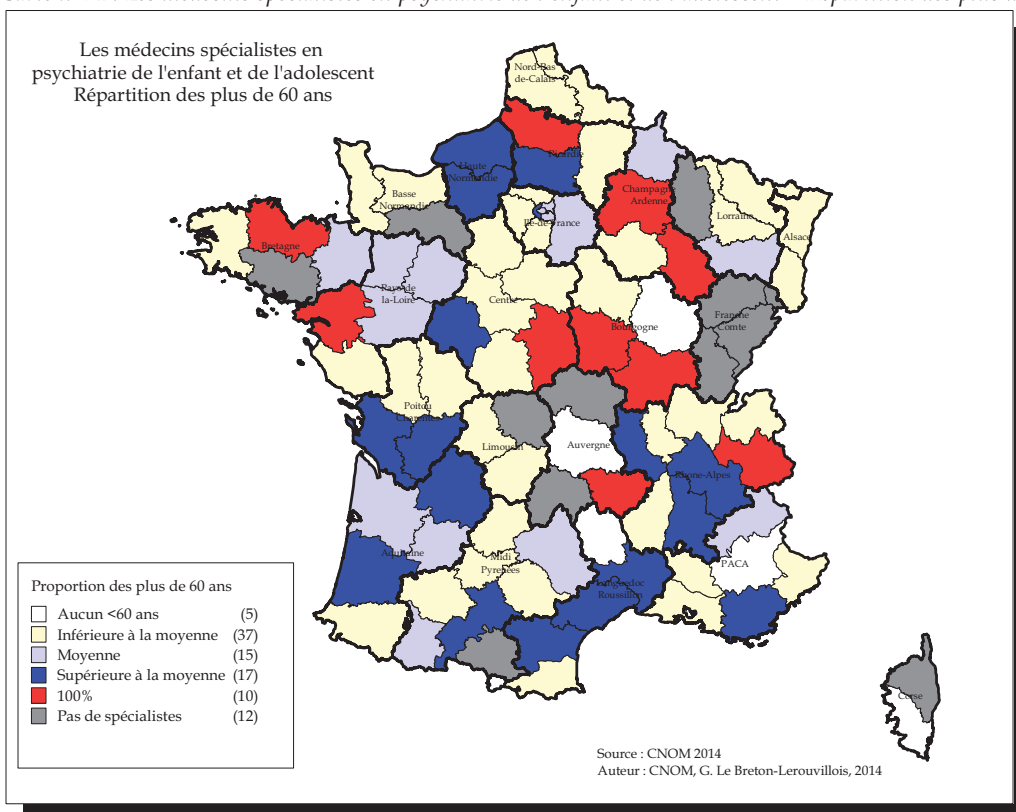 Les médecins spécialistes en
psychiatrie de l'enfant et de l'adolescent
Répartition des plus de 60 ans
Nord-Pas
de-Calais
Picardie
Haute
Normandie
Basse
Normandie
Champagne
Ardenne
Lorraine
Ile-de-France
Alsace
Bretagne
Pays de
la-Loire
Centre
Bourgogne
Franche
Comte
Poitou
Charentes
Limousin
Auvergne
Rhone-Alpes
Aquitaine
Midi
Pyrenées
PACA
Languedoc
Roussillon
Corse
Proportion des plus de 60 ans
Aucun <60 ans (5)
Inférieure à la moyenne (37)
Moyenne (15)
Supérieure à la moyenne (17)
100% (10)
Pas de spécialistes (12)
Source : CNOM 2014
Auteur : CNOM, G. Le Breton-Lerouvillois, 2014